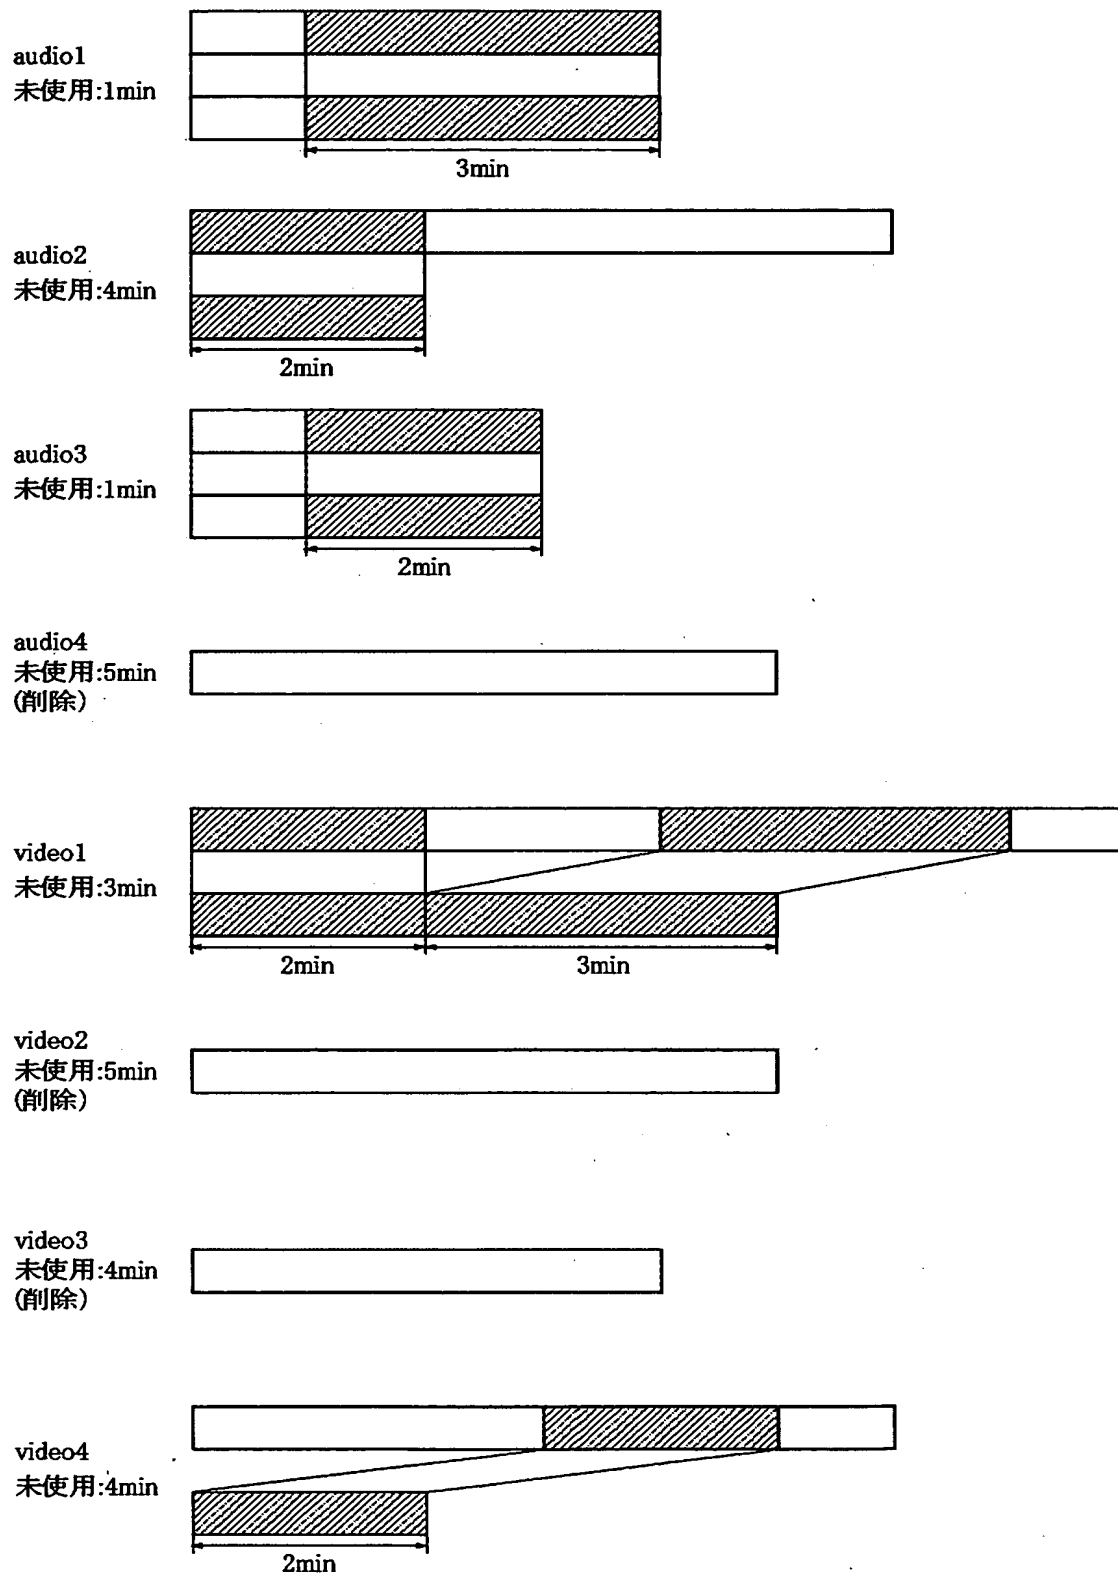 audio1
未使用:1min
3min
audio2
未使用:4min
2min
audio3
未使用:1min
2min
audio4
未使用:5min
(削除)
video1
未使用:3min
2min 3min
video2
未使用:5min
(削除)
video3
未使用:4min
(削除)
video4
未使用:4min
2min